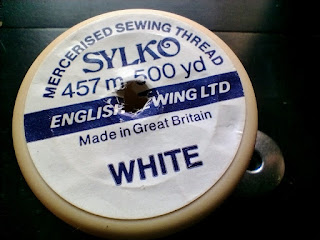 MERCERISED SEWING THREAD
SYLKO
457 m 500 yd
ENGLISH WING LTD
Made in Great Britain
WHITE